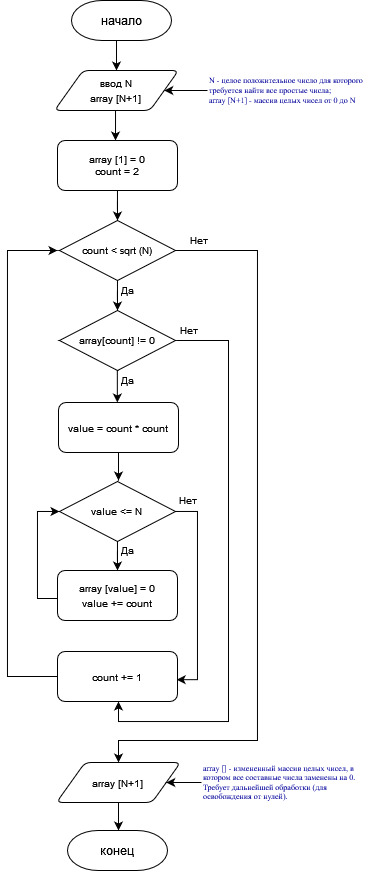 начало
ввод N
array [N+1]
N - целое положительное число для которого
требуется найти все простые числа;
array [N+1] - массив целых чисел от 0 до N
array [1] = 0
count = 2
count < sqrt (N)
Нет
Да
array[count] != 0
Нет
Да
value = count * count
value <= N
Нет
Да
array [value] = 0
value += count
count += 1
array [N+1]
array [] - измененный массив целых чисел, в
котором все составные числа заменены на 0.
Требует дальнейшей обработки (для
освобождения от нулей).
конец